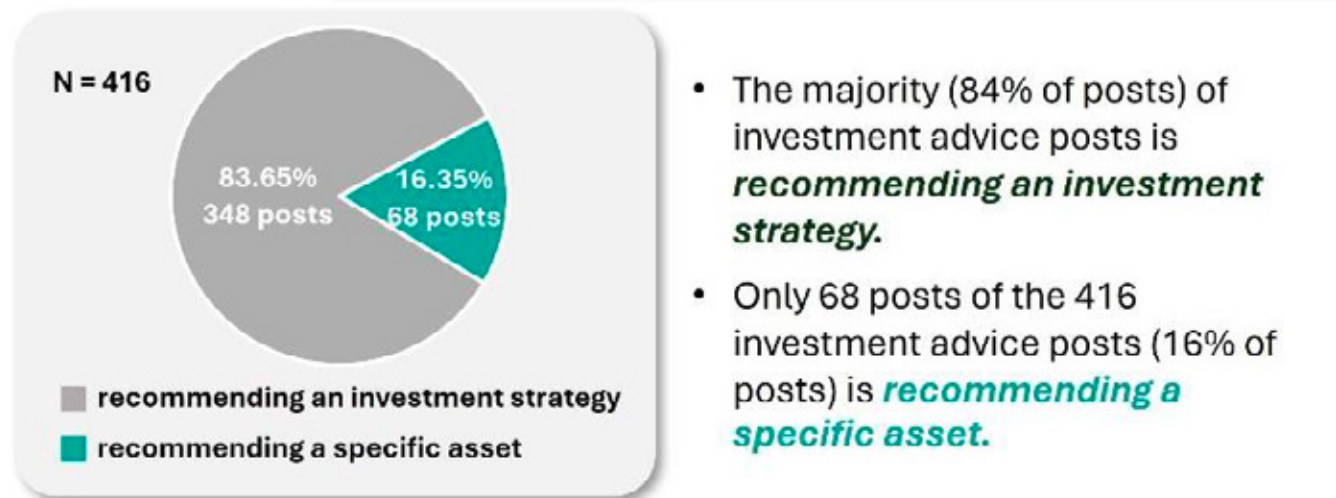 N = 416
83.65%
348 posts
16.35%
68 posts
recommending an investment strategy
recommending a specific asset
• The majority (84% of posts) of
investment advice posts is
recommending an investment
strategy.
• Only 68 posts of the 416
investment advice posts (16% of
posts) is recommending a
specific asset.